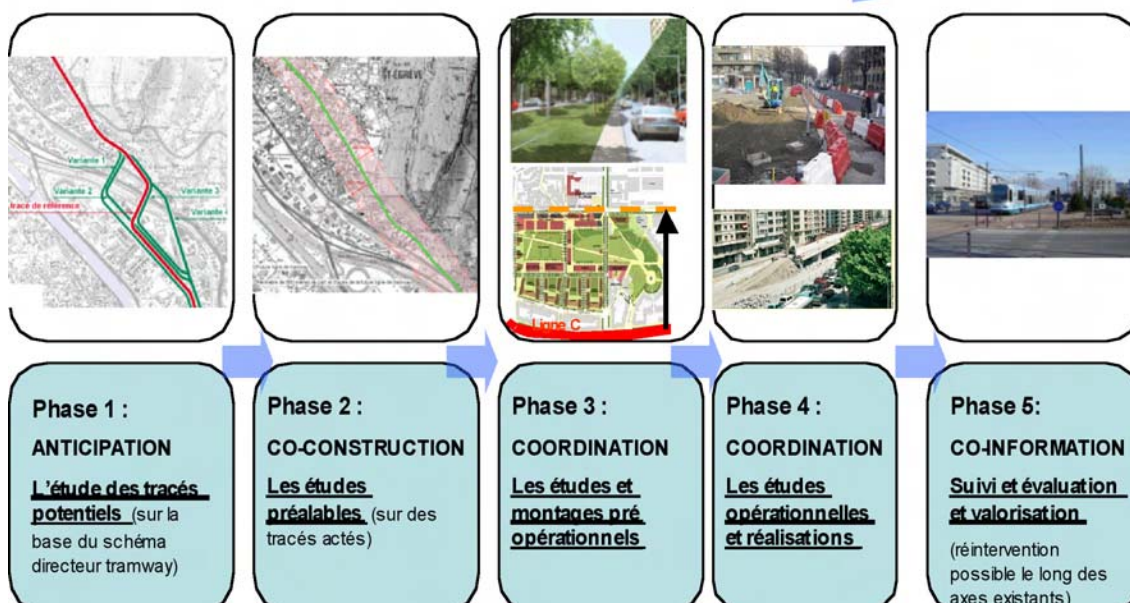 Variante 1
Variante 2
Variante 3
tracé de référence
ST-EGREVE
Ligne C
Phase 1 :
ANTICIPATION
L'étude des tracés
potentiels (sur la
base du schéma
directeur tramway)
Phase 2 :
CO-CONSTRUCTION
Les études
préalables (sur des
tracés actés)
Phase 3 :
COORDINATION
Les études et
montages pré
opérationnels
Phase 4 :
COORDINATION
Les études
opérationnelles
et réalisations
Phase 5:
CO-INFORMATION
Suivi et évaluation
et valorisation
(réintervention
possible le long des
axes existants)